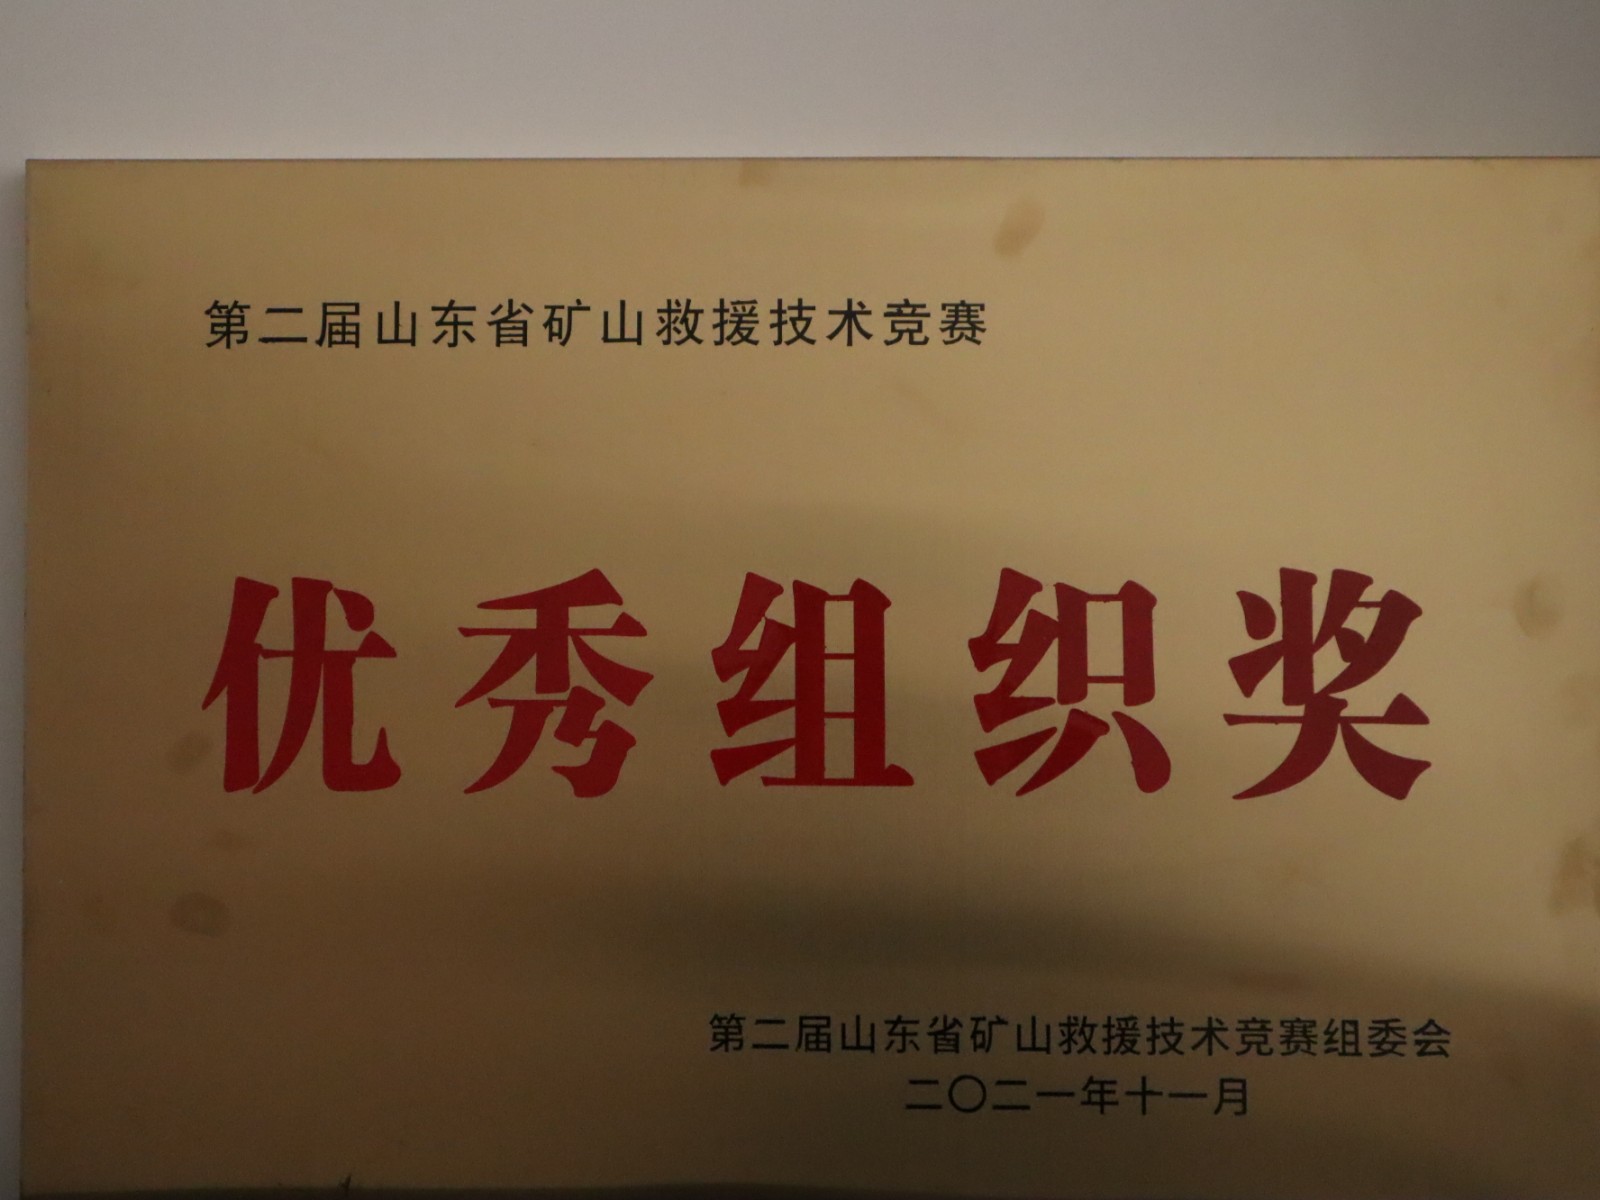 第二届山东省矿山救援技术竞赛
优秀组织奖
第二届山东省矿山救援技术竞赛组委会
二〇二一年十一月